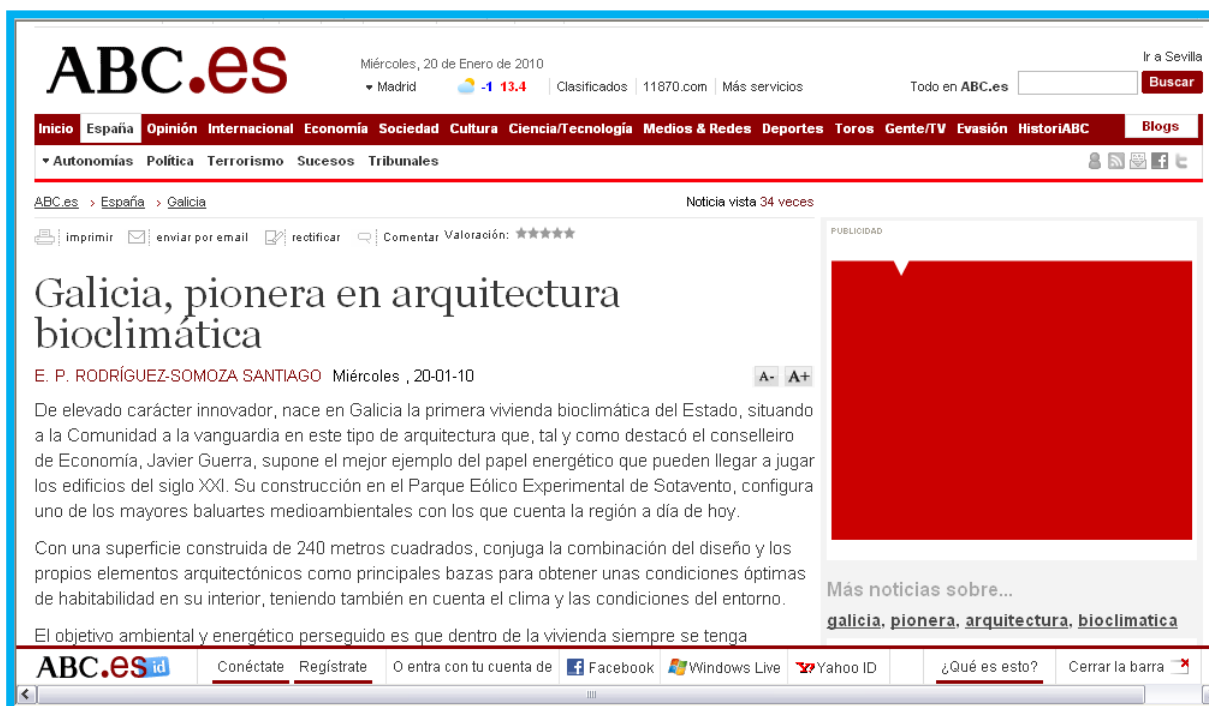 ABC.es
Miércoles, 20 de Enero de 2010
Ir a Sevilla
Madrid -1 13.4 Clasificados 11870.com Más servicios
Todo en ABC.es Buscar
Inicio España Opinión Internacional Economía Sociedad Cultura Ciencia/Tecnología Medios & Redes Deportes Toros Gente/TV Evasión HistoriABC Blogs
Autonomías Política Terrorismo Sucesos Tribunales
ABC.es > España > Galicia
Noticia vista 34 veces
imprimir enviar por email rectificar Comentar Valoración:
PUBLICIDAD
Galicia, pionera en arquitectura
bioclimática
E. P. RODRÍGUEZ-SOMOZA SANTIAGO Miércoles , 20-01-10
A- A+
De elevado carácter innovador, nace en Galicia la primera vivienda bioclimática del Estado, situando
a la Comunidad a la vanguardia en este tipo de arquitectura que, tal y como destacó el conselleiro
de Economía, Javier Guerra, supone el mejor ejemplo del papel energético que pueden llegar a jugar
los edificios del siglo XXI. Su construcción en el Parque Eólico Experimental de Sotavento, configura
uno de los mayores baluartes medioambientales con los que cuenta la región a día de hoy.
Con una superficie construida de 240 metros cuadrados, conjuga la combinación del diseño y los
propios elementos arquitectónicos como principales bazas para obtener unas condiciones óptimas
de habitabilidad en su interior, teniendo también en cuenta el clima y las condiciones del entorno.
El objetivo ambiental y energético perseguido es que dentro de la vivienda siempre se tenga
Más noticias sobre...
galicia, pionera, arquitectura, bioclimatica
ABC.es id Conéctate Regístrate O entra con tu cuenta de Facebook Windows Live Yahoo ID ¿Qué es esto? Cerrar la barra